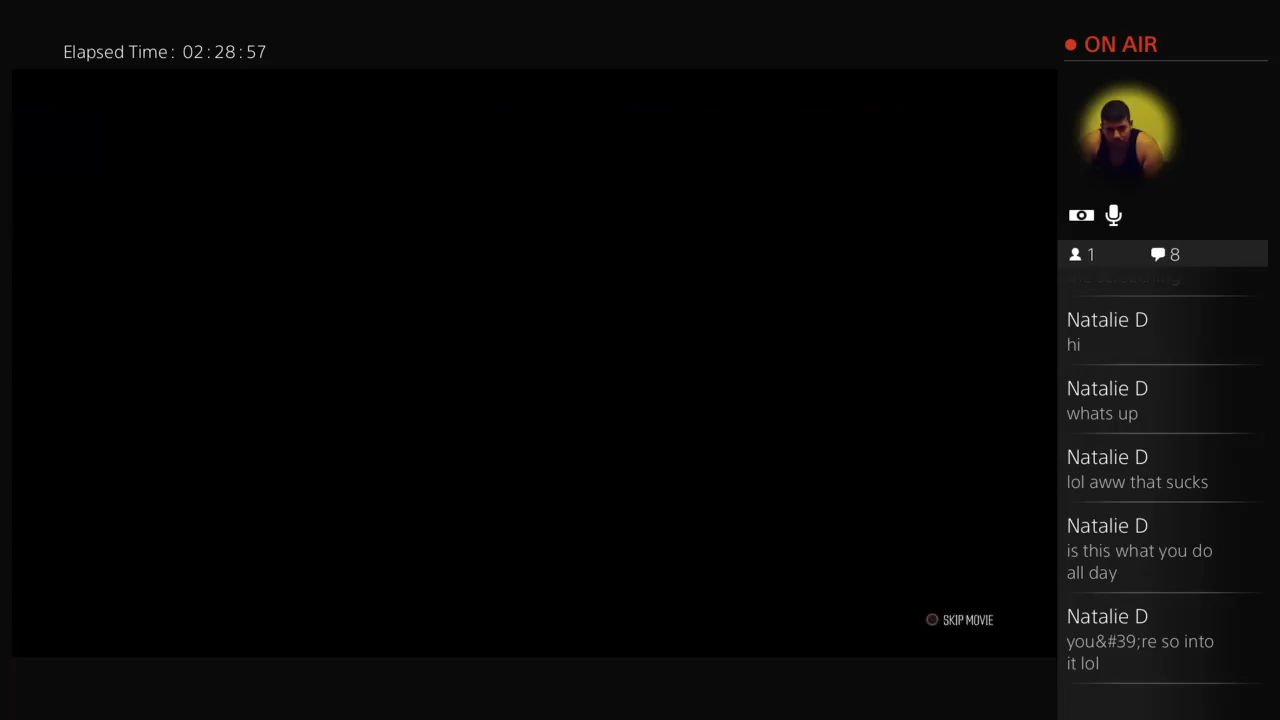 Elapsed Time: 02:28:57
ON AIR
1 8
Natalie D
hi
Natalie D
whats up
Natalie D
lol aww that sucks
Natalie D
is this what you do
all day
Natalie D
you&#39;re so into
it lol
SKIP MOVIE